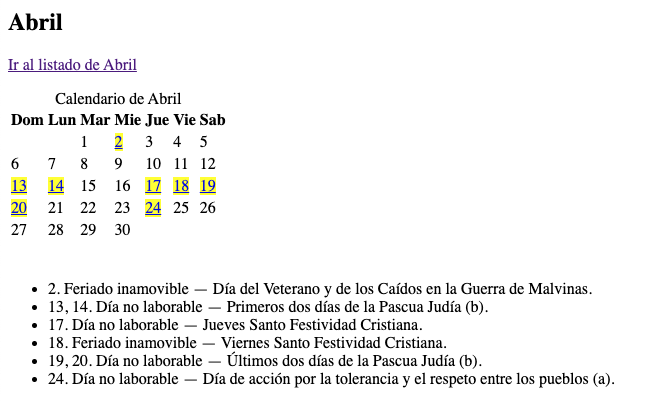 Abril
Ir al listado de Abril
Calendario de Abril
Dom Lun Mar Mie Jue Vie Sab
1 2 3 4 5
6 7 8 9 10 11 12
13 14 15 16 17 18 19
20 21 22 23 24 25 26
27 28 29 30
• 2. Feriado inamovible — Día del Veterano y de los Caídos en la Guerra de Malvinas.
• 13, 14. Día no laborable — Primeros dos días de la Pascua Judía (b).
• 17. Día no laborable — Jueves Santo Festividad Cristiana.
• 18. Feriado inamovible — Viernes Santo Festividad Cristiana.
• 19, 20. Día no laborable — Últimos dos días de la Pascua Judía (b).
• 24. Día no laborable — Día de acción por la tolerancia y el respeto entre los pueblos (a).